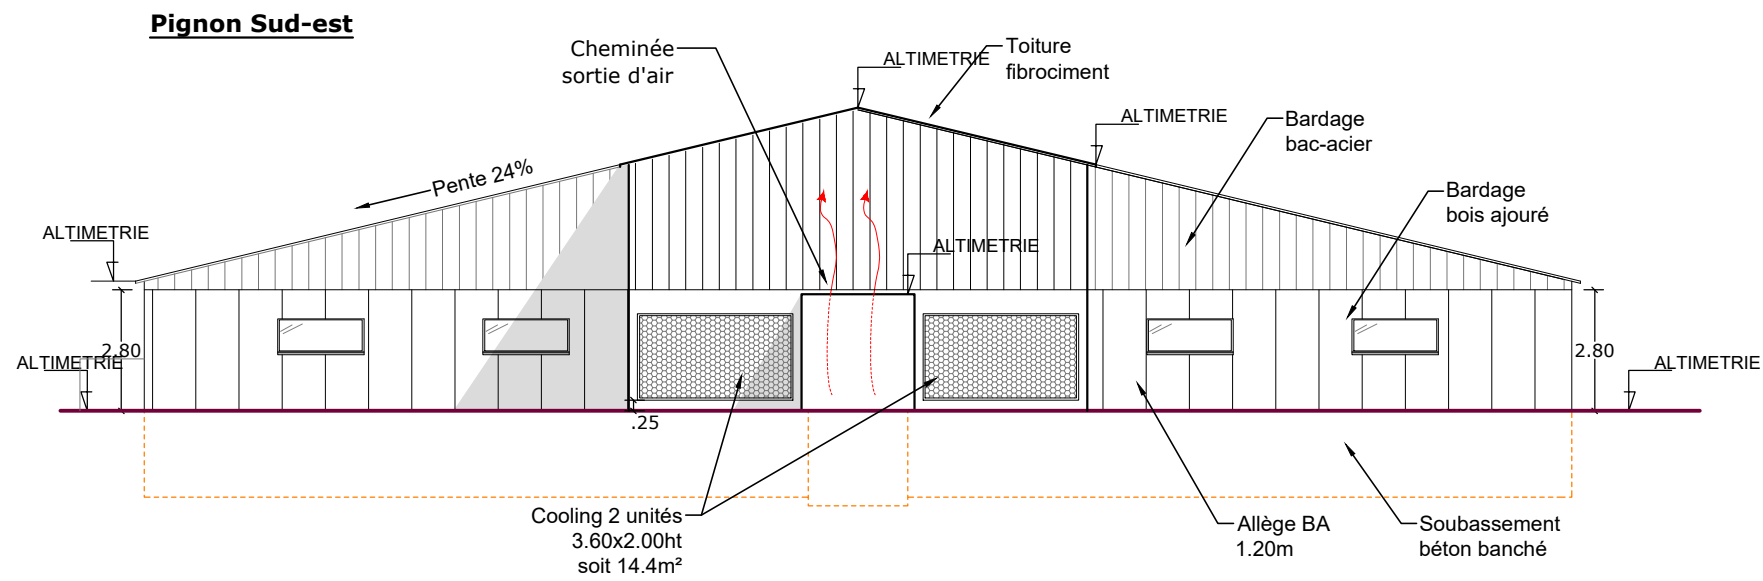 Pignon Sud-est
Cheminée
sortie d'air
ALTIMETRIE
Toiture
fibrociment
ALTIMETRIE
Bardage
bac-acier
Pente 24%
Bardage
bois ajouré
ALTIMETRIE
ALTIMETRIE
2.80
ALTIMETRIE
2.80
ALTIMETRIE
.25
Cooling 2 unités
3.60x2.00ht
soit 14.4m²
Allège BA
1.20m
Soubassement
béton banché